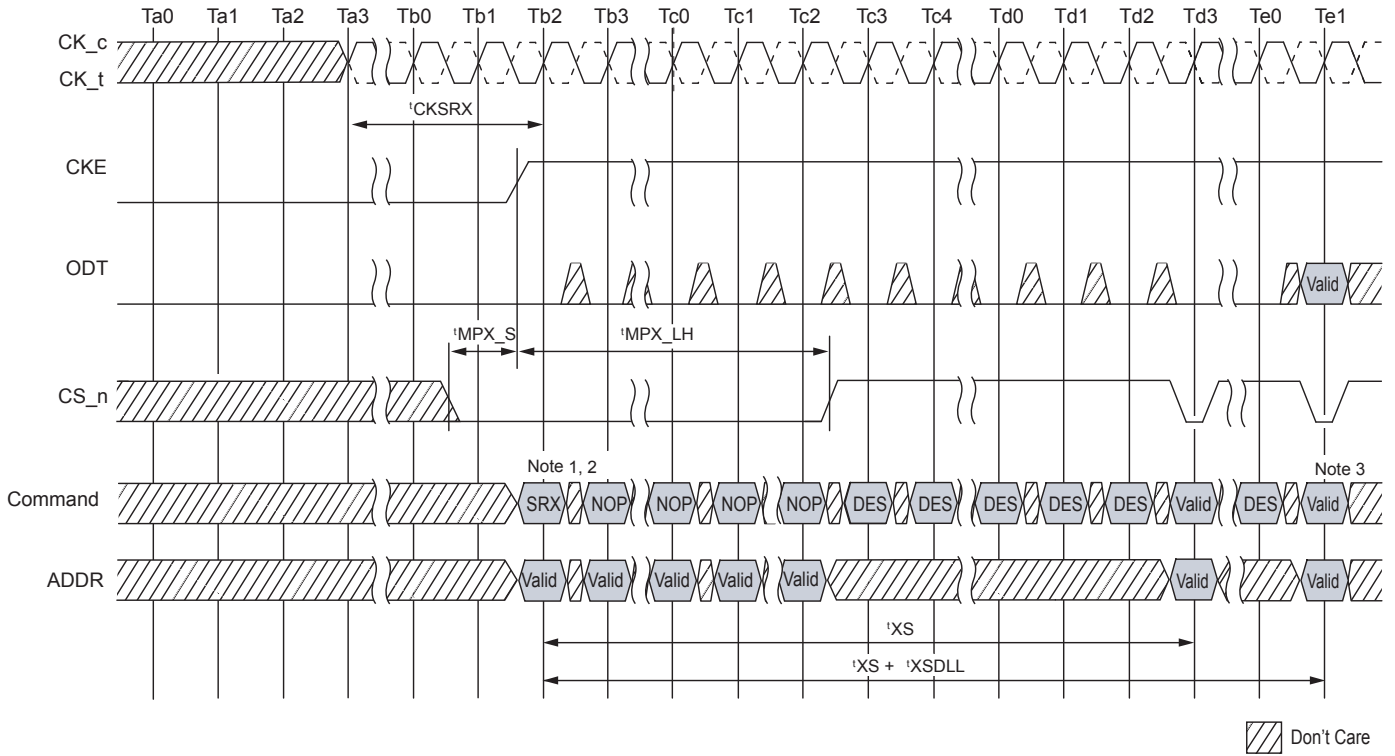 Ta0 Ta1 Ta2 Ta3 Tb0 Tb1 Tb2 Tb3 Tc0 Tc1 Tc2 Tc3 Tc4 Td0 Td1 Td2 Td3 Te0 Te1
CK_c
CK_t
tCKSRX
CKE
ODT
Valid
tMPX_S tMPX_LH
CS_n
Note 1, 2 Note 3
Command SRX NOP NOP NOP NOP DES DES DES DES DES Valid DES Valid
ADDR Valid Valid Valid Valid Valid Valid Valid
tXS
tXS + tXSDLL
Don't Care